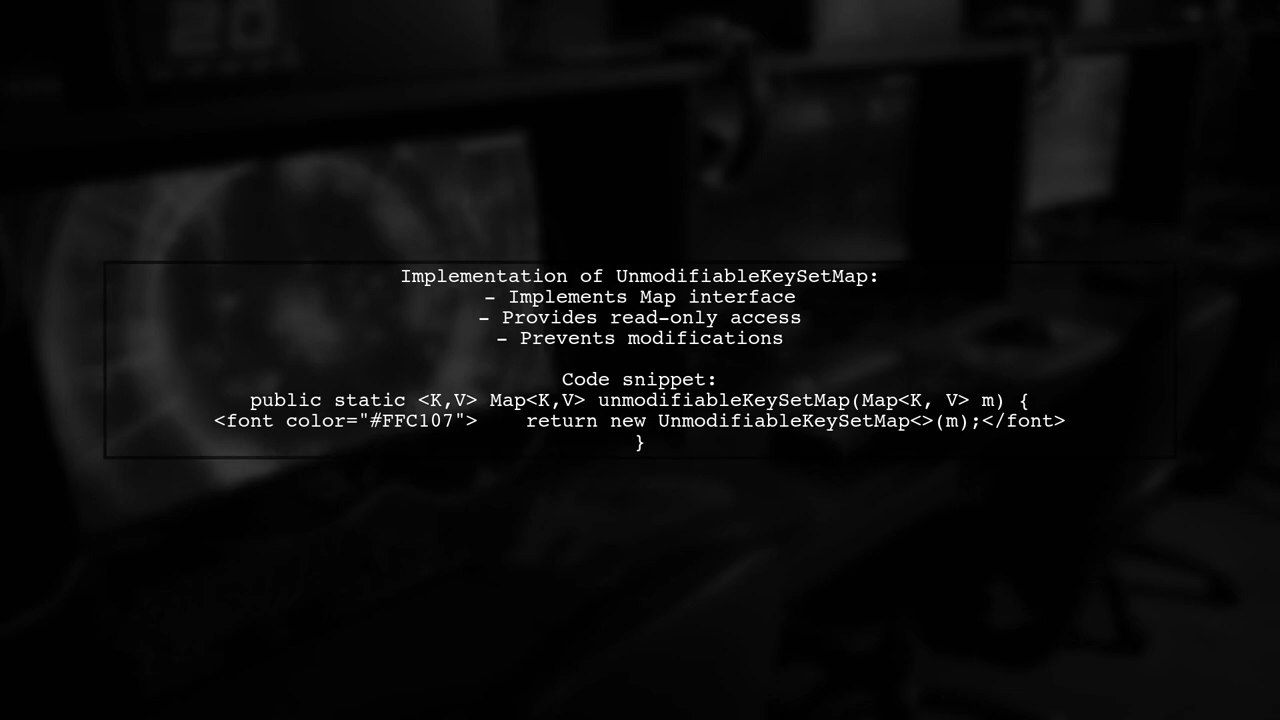 Implementation of UnmodifiableKeySetMap:
- Implements Map interface
- Provides read-only access
- Prevents modifications
Code snippet:
public static <K,V> Map<K,V> unmodifiableKeySetMap(Map<K, V> m) {
<font color="#FFC107">    return new UnmodifiableKeySetMap<>(m);</font>
}